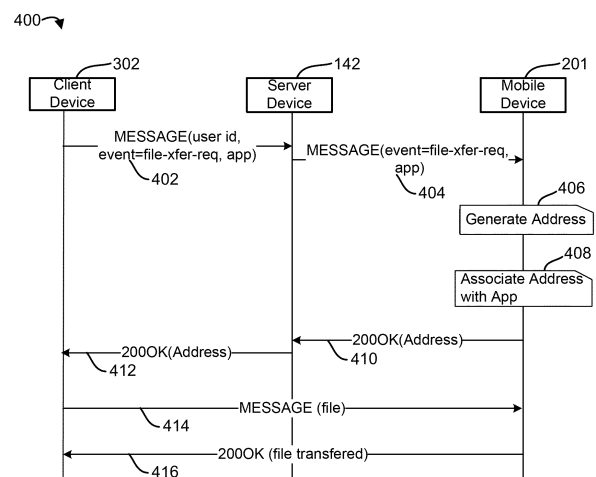 400
302
142
201
Client
Device
Server
Device
Mobile
Device
MESSAGE(user id,
event=file-xfer-req, app)
402
MESSAGE(event=file-xfer-req,
app)
404
406
Generate Address
408
Associate Address
with App
200OK(Address)
410
200OK(Address)
412
MESSAGE (file)
414
200OK (file transfered)
416